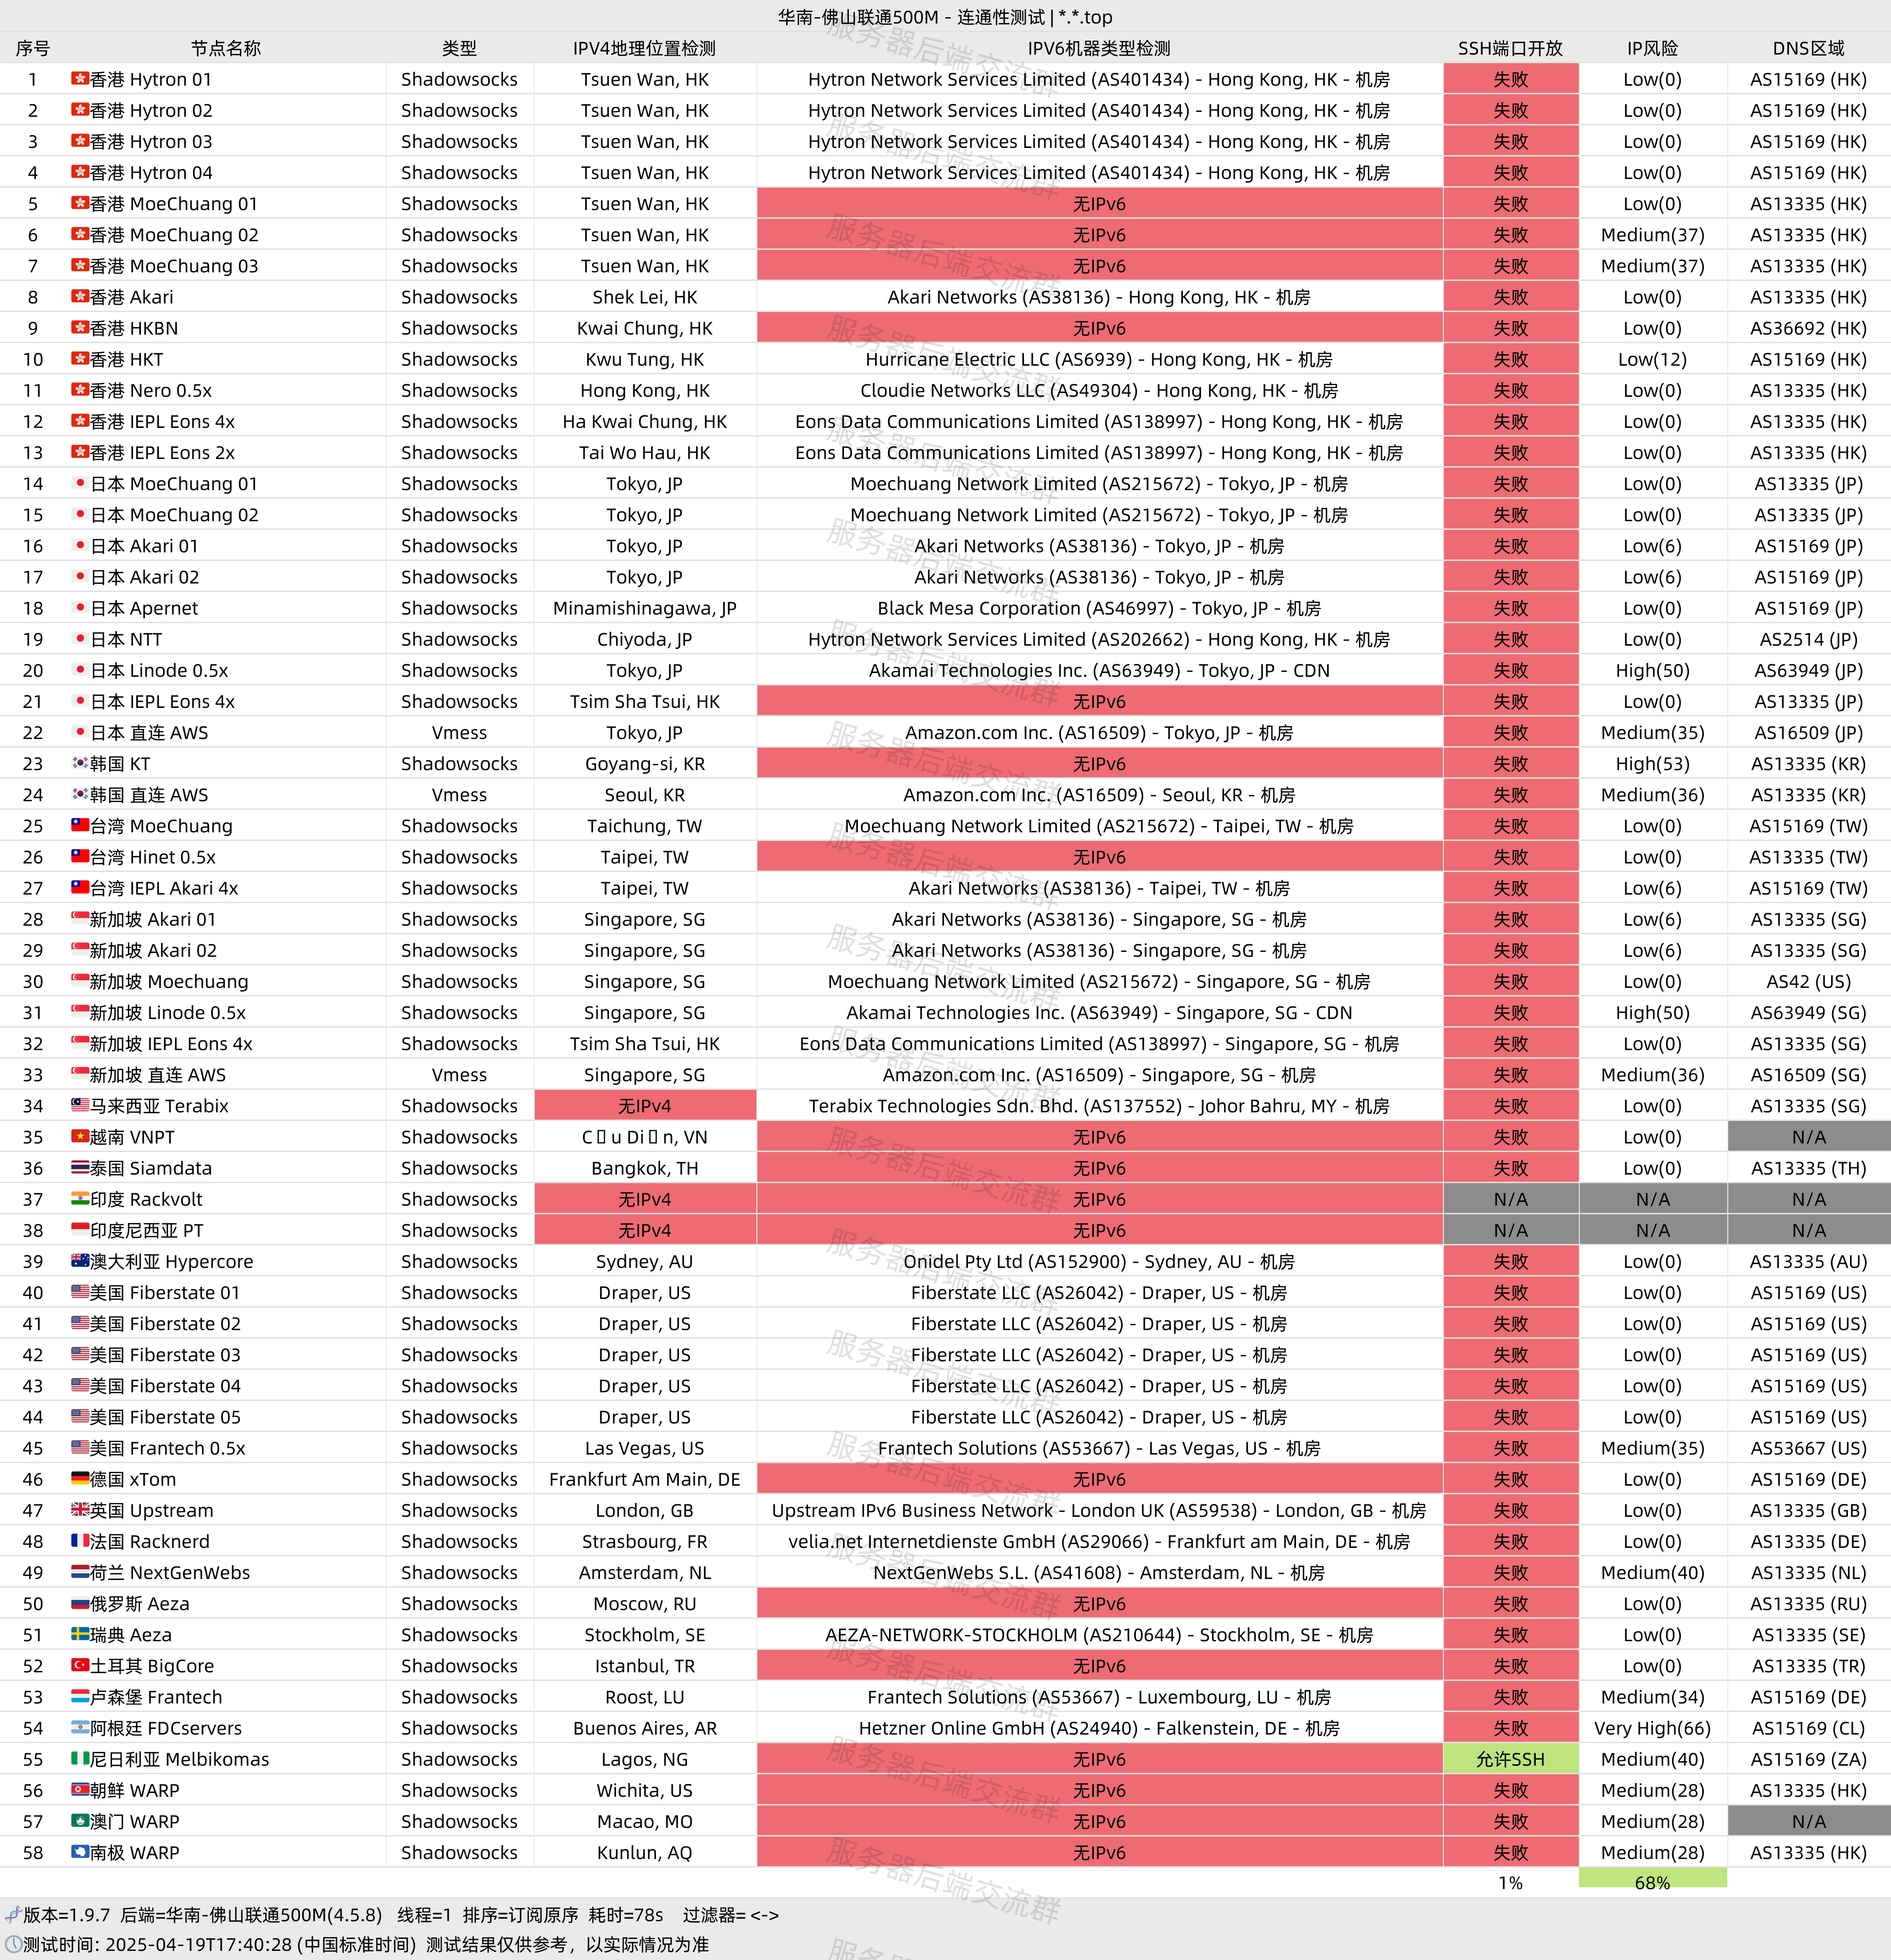 华南-佛山联通500M - 连通性测试 | *.*.top
序号 节点名称 类型 IPV4地理位置检测 IPV6机器类型检测 SSH端口开放 IP风险 DNS区域
1 香港 Hytron 01 Shadowsocks Tsuen Wan, HK Hytron Network Services Limited (AS401434) - Hong Kong, HK - 机房 失败 Low(0) AS15169 (HK)
2 香港 Hytron 02 Shadowsocks Tsuen Wan, HK Hytron Network Services Limited (AS401434) - Hong Kong, HK - 机房 失败 Low(0) AS15169 (HK)
3 香港 Hytron 03 Shadowsocks Tsuen Wan, HK Hytron Network Services Limited (AS401434) - Hong Kong, HK - 机房 失败 Low(0) AS15169 (HK)
4 香港 Hytron 04 Shadowsocks Tsuen Wan, HK Hytron Network Services Limited (AS401434) - Hong Kong, HK - 机房 失败 Low(0) AS15169 (HK)
5 香港 MoeChuang 01 Shadowsocks Tsuen Wan, HK 无IPv6 失败 Low(0) AS13335 (HK)
6 香港 MoeChuang 02 Shadowsocks Tsuen Wan, HK 无IPv6 失败 Medium(37) AS13335 (HK)
7 香港 MoeChuang 03 Shadowsocks Tsuen Wan, HK 无IPv6 失败 Medium(37) AS13335 (HK)
8 香港 Akari Shadowsocks Shek Lei, HK Akari Networks (AS38136) - Hong Kong, HK - 机房 失败 Low(0) AS13335 (HK)
9 香港 HKBN Shadowsocks Kwai Chung, HK 无IPv6 失败 Low(0) AS36692 (HK)
10 香港 HKT Shadowsocks Kwu Tung, HK Hurricane Electric LLC (AS6939) - Hong Kong, HK - 机房 失败 Low(12) AS15169 (HK)
11 香港 Nero 0.5x Shadowsocks Hong Kong, HK Cloudie Networks LLC (AS49304) - Hong Kong, HK - 机房 失败 Low(0) AS13335 (HK)
12 香港 IEPL Eons 4x Shadowsocks Ha Kwai Chung, HK Eons Data Communications Limited (AS138997) - Hong Kong, HK - 机房 失败 Low(0) AS13335 (HK)
13 香港 IEPL Eons 2x Shadowsocks Tai Wo Hau, HK Eons Data Communications Limited (AS138997) - Hong Kong, HK - 机房 失败 Low(0) AS13335 (HK)
14 日本 MoeChuang 01 Shadowsocks Tokyo, JP Moechuang Network Limited (AS215672) - Tokyo, JP - 机房 失败 Low(0) AS13335 (JP)
15 日本 MoeChuang 02 Shadowsocks Tokyo, JP Moechuang Network Limited (AS215672) - Tokyo, JP - 机房 失败 Low(0) AS13335 (JP)
16 日本 Akari 01 Shadowsocks Tokyo, JP Akari Networks (AS38136) - Tokyo, JP - 机房 失败 Low(6) AS15169 (JP)
17 日本 Akari 02 Shadowsocks Tokyo, JP Akari Networks (AS38136) - Tokyo, JP - 机房 失败 Low(6) AS15169 (JP)
18 日本 Apernet Shadowsocks Minamishinagawa, JP Black Mesa Corporation (AS46997) - Tokyo, JP - 机房 失败 Low(0) AS15169 (JP)
19 日本 NTT Shadowsocks Chiyoda, JP Hytron Network Services Limited (AS202662) - Hong Kong, HK - 机房 失败 Low(0) AS2514 (JP)
20 日本 Linode 0.5x Shadowsocks Tokyo, JP Akamai Technologies Inc. (AS63949) - Tokyo, JP - CDN 失败 High(50) AS63949 (JP)
21 日本 IEPL Eons 4x Shadowsocks Tsim Sha Tsui, HK 无IPv6 失败 Low(0) AS13335 (JP)
22 日本 直连 AWS Vmess Tokyo, JP Amazon.com Inc. (AS16509) - Tokyo, JP - 机房 失败 Medium(35) AS16509 (JP)
23 韩国 KT Shadowsocks Goyang-si, KR 无IPv6 失败 High(53) AS13335 (KR)
24 韩国 直连 AWS Vmess Seoul, KR Amazon.com Inc. (AS16509) - Seoul, KR - 机房 失败 Medium(36) AS13335 (KR)
25 台湾 MoeChuang Shadowsocks Taichung, TW Moechuang Network Limited (AS215672) - Taipei, TW - 机房 失败 Low(0) AS15169 (TW)
26 台湾 Hinet 0.5x Shadowsocks Taipei, TW 无IPv6 失败 Low(0) AS13335 (TW)
27 台湾 IEPL Akari 4x Shadowsocks Taipei, TW Akari Networks (AS38136) - Taipei, TW - 机房 失败 Low(6) AS15169 (TW)
28 新加坡 Akari 01 Shadowsocks Singapore, SG Akari Networks (AS38136) - Singapore, SG - 机房 失败 Low(6) AS13335 (SG)
29 新加坡 Akari 02 Shadowsocks Singapore, SG Akari Networks (AS38136) - Singapore, SG - 机房 失败 Low(6) AS13335 (SG)
30 新加坡 Moechuang Shadowsocks Singapore, SG Moechuang Network Limited (AS215672) - Singapore, SG - 机房 失败 Low(0) AS42 (US)
31 新加坡 Linode 0.5x Shadowsocks Singapore, SG Akamai Technologies Inc. (AS63949) - Singapore, SG - CDN 失败 High(50) AS63949 (SG)
32 新加坡 IEPL Eons 4x Shadowsocks Tsim Sha Tsui, HK Eons Data Communications Limited (AS138997) - Singapore, SG - 机房 失败 Low(0) AS13335 (SG)
33 新加坡 直连 AWS Vmess Singapore, SG Amazon.com Inc. (AS16509) - Singapore, SG - 机房 失败 Medium(36) AS16509 (SG)
34 马来西亚 Terabix Shadowsocks 无IPv4 Terabix Technologies Sdn. Bhd. (AS137552) - Johor Bahru, MY - 机房 失败 Low(0) AS13335 (SG)
35 越南 VNPT Shadowsocks C▯u Di▯n, VN 无IPv6 失败 Low(0) N/A
36 泰国 Siamdata Shadowsocks Bangkok, TH 无IPv6 失败 Low(0) AS13335 (TH)
37 印度 Rackvolt Shadowsocks 无IPv4 无IPv6 N/A N/A N/A
38 印度尼西亚 PT Shadowsocks 无IPv4 无IPv6 N/A N/A N/A
39 澳大利亚 Hypercore Shadowsocks Sydney, AU Onidel Pty Ltd (AS152900) - Sydney, AU - 机房 失败 Low(0) AS13335 (AU)
40 美国 Fiberstate 01 Shadowsocks Draper, US Fiberstate LLC (AS26042) - Draper, US - 机房 失败 Low(0) AS15169 (US)
41 美国 Fiberstate 02 Shadowsocks Draper, US Fiberstate LLC (AS26042) - Draper, US - 机房 失败 Low(0) AS15169 (US)
42 美国 Fiberstate 03 Shadowsocks Draper, US Fiberstate LLC (AS26042) - Draper, US - 机房 失败 Low(0) AS15169 (US)
43 美国 Fiberstate 04 Shadowsocks Draper, US Fiberstate LLC (AS26042) - Draper, US - 机房 失败 Low(0) AS15169 (US)
44 美国 Fiberstate 05 Shadowsocks Draper, US Fiberstate LLC (AS26042) - Draper, US - 机房 失败 Low(0) AS15169 (US)
45 美国 Frantech 0.5x Shadowsocks Las Vegas, US Frantech Solutions (AS53667) - Las Vegas, US - 机房 失败 Medium(35) AS53667 (US)
46 德国 xTom Shadowsocks Frankfurt Am Main, DE 无IPv6 失败 Low(0) AS15169 (DE)
47 英国 Upstream Shadowsocks London, GB Upstream IPv6 Business Network - London UK (AS59538) - London, GB - 机房 失败 Low(0) AS13335 (GB)
48 法国 Racknerd Shadowsocks Strasbourg, FR velia.net Internetdienste GmbH (AS29066) - Frankfurt am Main, DE - 机房 失败 Low(0) AS13335 (DE)
49 荷兰 NextGenWebs Shadowsocks Amsterdam, NL NextGenWebs S.L. (AS41608) - Amsterdam, NL - 机房 失败 Medium(40) AS13335 (NL)
50 俄罗斯 Aeza Shadowsocks Moscow, RU 无IPv6 失败 Low(0) AS13335 (RU)
51 瑞典 Aeza Shadowsocks Stockholm, SE AEZA-NETWORK-STOCKHOLM (AS210644) - Stockholm, SE - 机房 失败 Low(0) AS13335 (SE)
52 土耳其 BigCore Shadowsocks Istanbul, TR 无IPv6 失败 Low(0) AS13335 (TR)
53 卢森堡 Frantech Shadowsocks Roost, LU Frantech Solutions (AS53667) - Luxembourg, LU - 机房 失败 Medium(34) AS15169 (DE)
54 阿根廷 FDCservers Shadowsocks Buenos Aires, AR Hetzner Online GmbH (AS24940) - Falkenstein, DE - 机房 失败 Very High(66) AS15169 (CL)
55 尼日利亚 Melbikomas Shadowsocks Lagos, NG 无IPv6 允许SSH Medium(40) AS15169 (ZA)
56 朝鲜 WARP Shadowsocks Wichita, US 无IPv6 失败 Medium(28) AS13335 (HK)
57 澳门 WARP Shadowsocks Macao, MO 无IPv6 失败 Medium(28) N/A
58 南极 WARP Shadowsocks Kunlun, AQ 无IPv6 失败 Medium(28) AS13335 (HK)
1% 68%
版本=1.9.7 后端=华南-佛山联通500M(4.5.8) 线程=1 排序=订阅原序 耗时=78s 过滤器= <->
测试时间: 2025-04-19T17:40:28 (中国标准时间) 测试结果仅供参考，以实际情况为准
服务器后端交流群